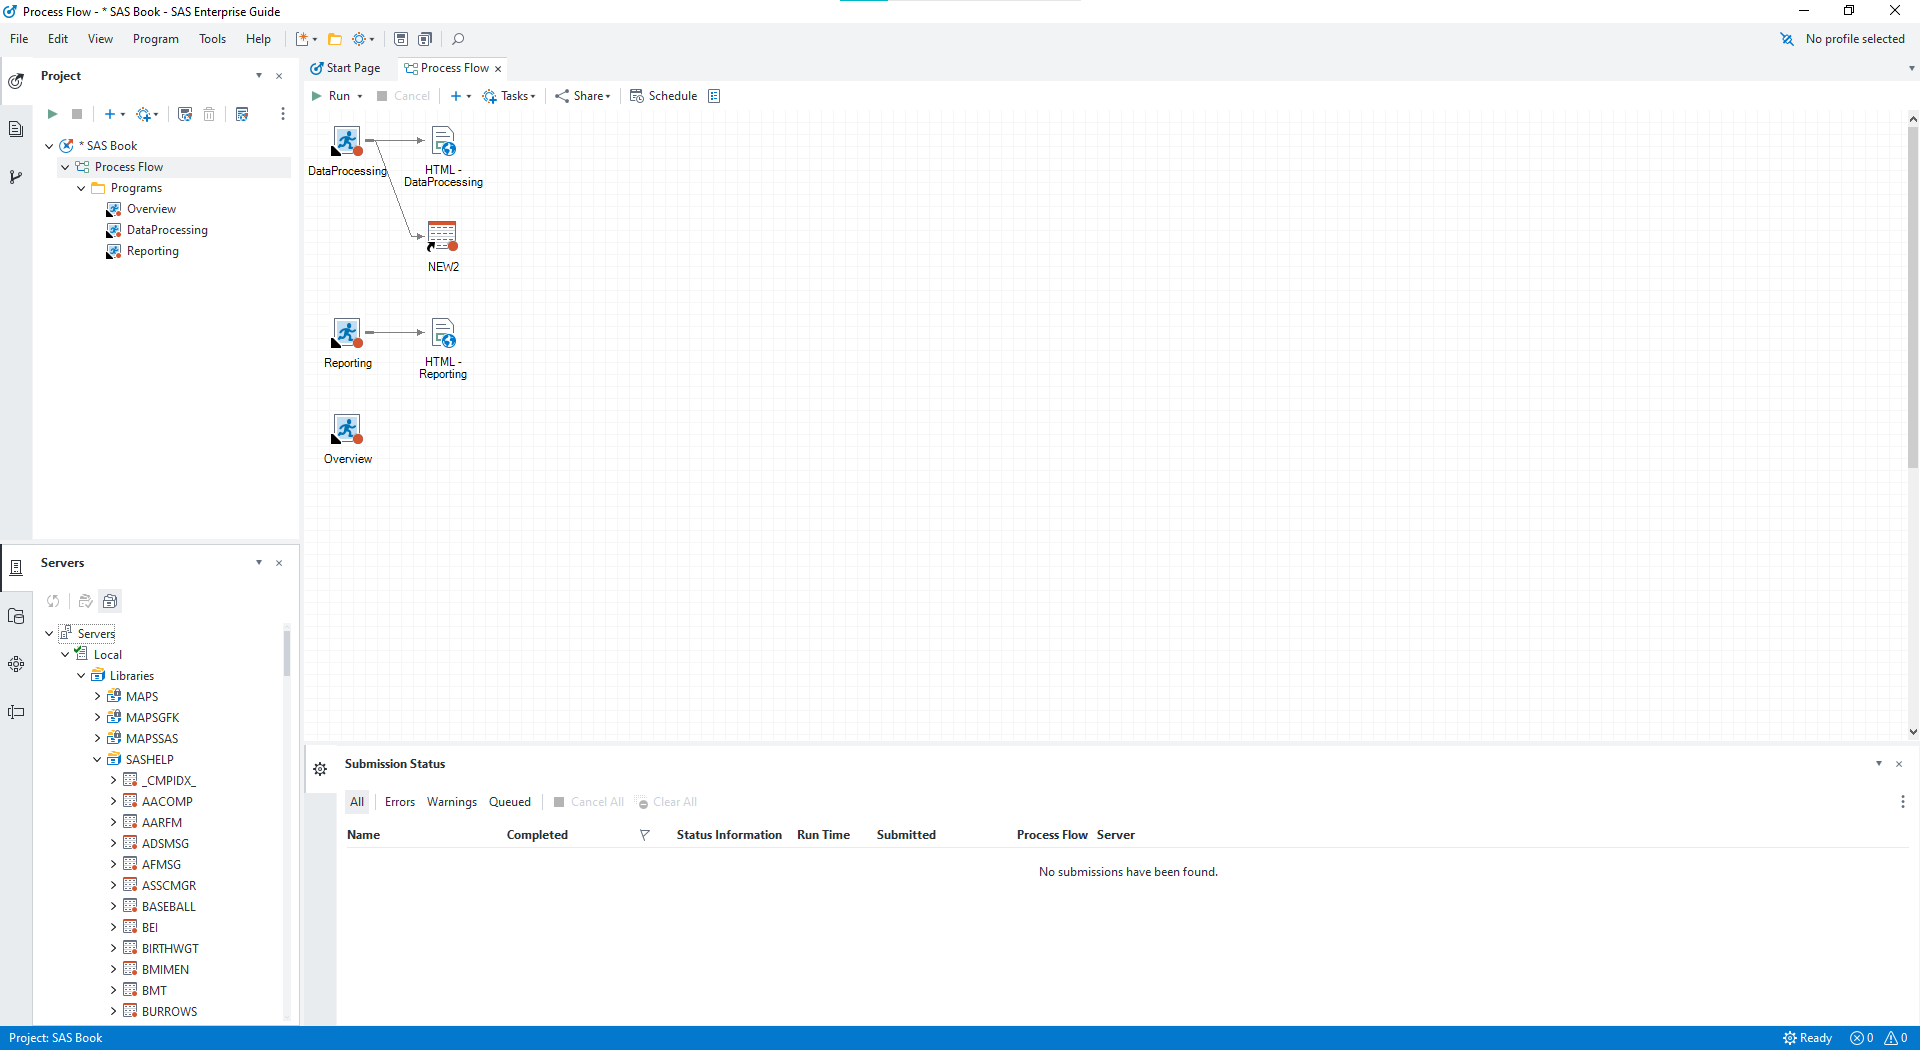 Process Flow - * SAS Book - SAS Enterprise Guide
File Edit View Program Tools Help
No profile selected
Project
* SAS Book
Process Flow
Programs
Overview
DataProcessing
Reporting
Start Page
Process Flow
Run Cancel Tasks Share Schedule
DataProcessing
HTML -
DataProcessing
NEW2
Reporting
HTML -
Reporting
Overview
Servers
Servers
Local
Libraries
MAPS
MAPSGFK
MAPSSAS
SASHELP
_CMPIDX_
AACOMP
AARFM
ADSMSG
AFMSG
ASSCMGR
BASEBALL
BEI
BIRTHWGT
BMIMEN
BMT
BURROWS
Submission Status
All Errors Warnings Queued Cancel All Clear All
Name Completed Status Information Run Time Submitted Process Flow Server
No submissions have been found.
Project: SAS Book
Ready 0 0